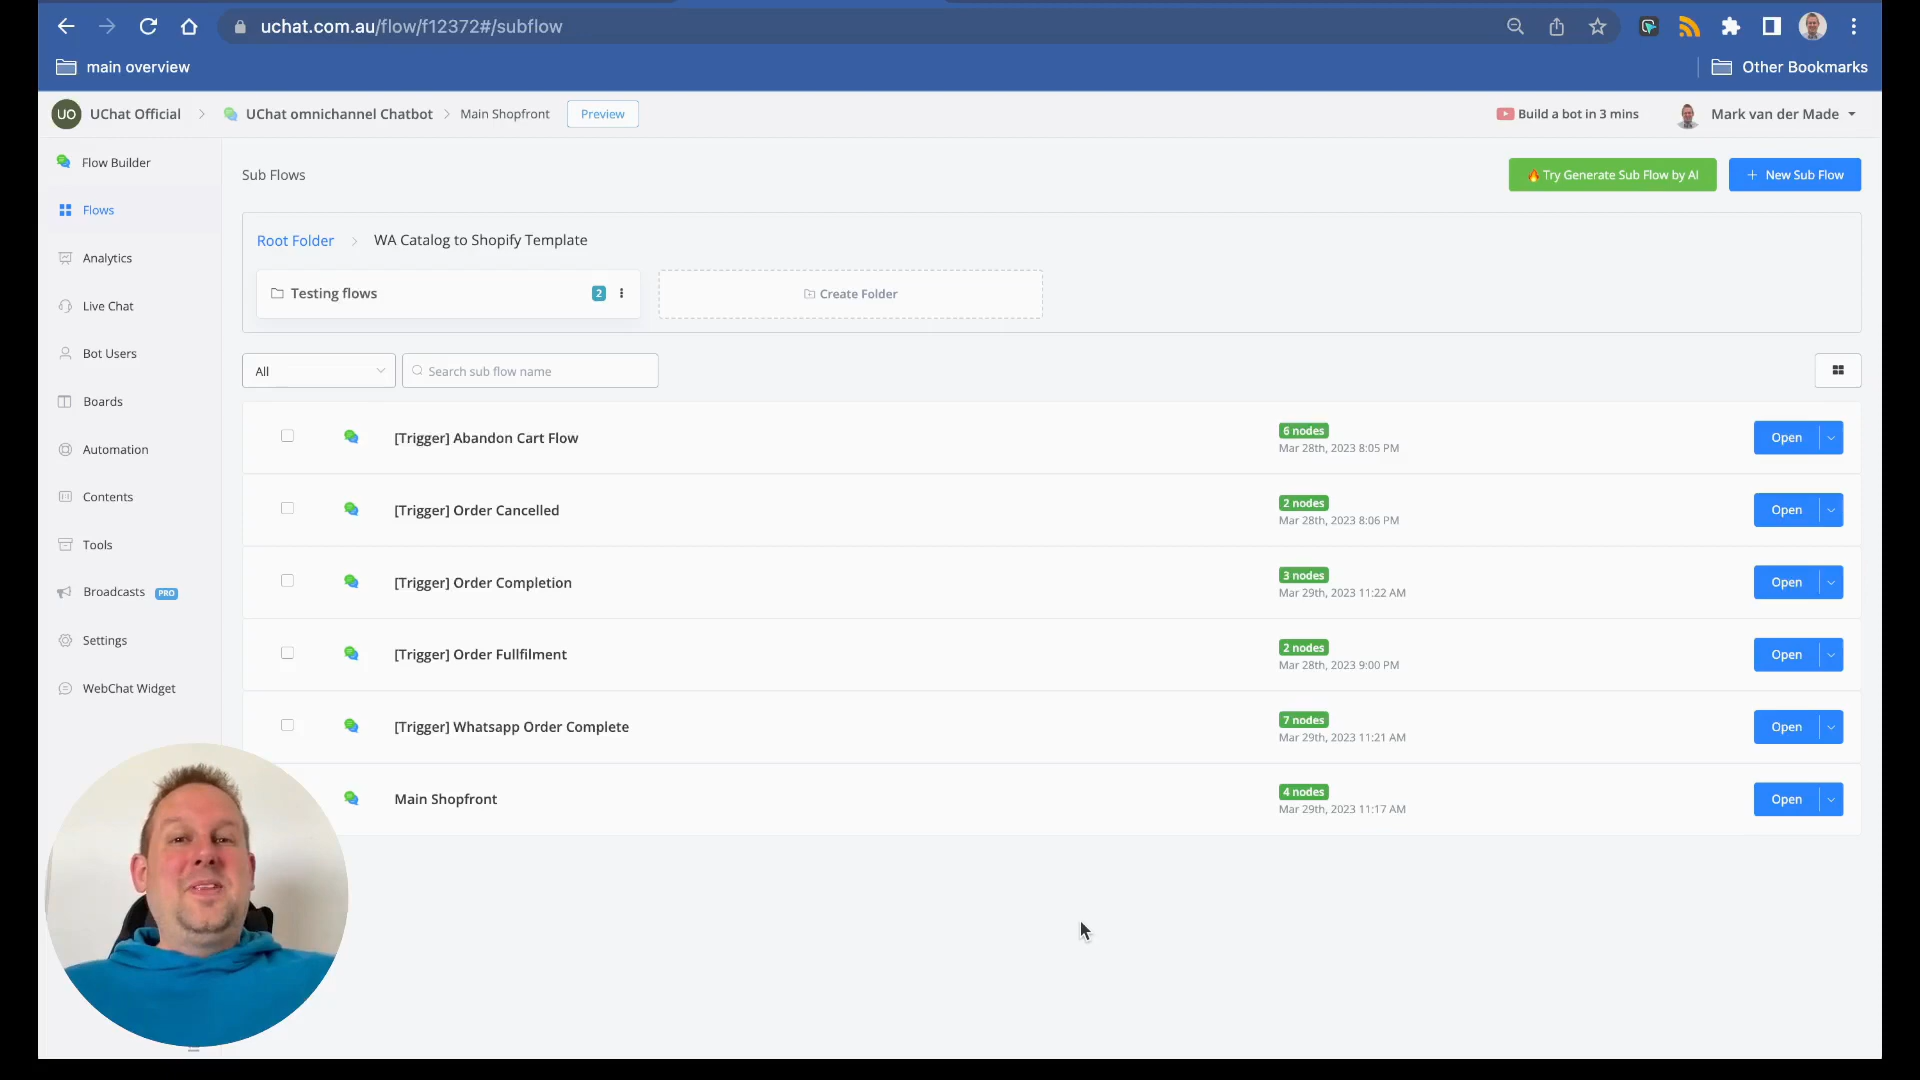 uchat.com.au/flow/f12372#/subflow
main overview
Other Bookmarks
UO UChat Official > UChat omnichannel Chatbot > Main Shopfront Preview
Build a bot in 3 mins
Mark van der Made
Flow Builder
Flows
Analytics
Live Chat
Bot Users
Boards
Automation
Contents
Tools
Broadcasts PRO
Settings
WebChat Widget
Sub Flows
Try Generate Sub Flow by AI
+ New Sub Flow
Root Folder > WA Catalog to Shopify Template
Testing flows 2
Create Folder
All
Search sub flow name
[Trigger] Abandon Cart Flow
6 nodes
Mar 28th, 2023 8:05 PM
Open
[Trigger] Order Cancelled
2 nodes
Mar 28th, 2023 8:06 PM
Open
[Trigger] Order Completion
3 nodes
Mar 29th, 2023 11:22 AM
Open
[Trigger] Order Fullfilment
2 nodes
Mar 28th, 2023 9:00 PM
Open
[Trigger] Whatsapp Order Complete
7 nodes
Mar 29th, 2023 11:21 AM
Open
Main Shopfront
4 nodes
Mar 29th, 2023 11:17 AM
Open